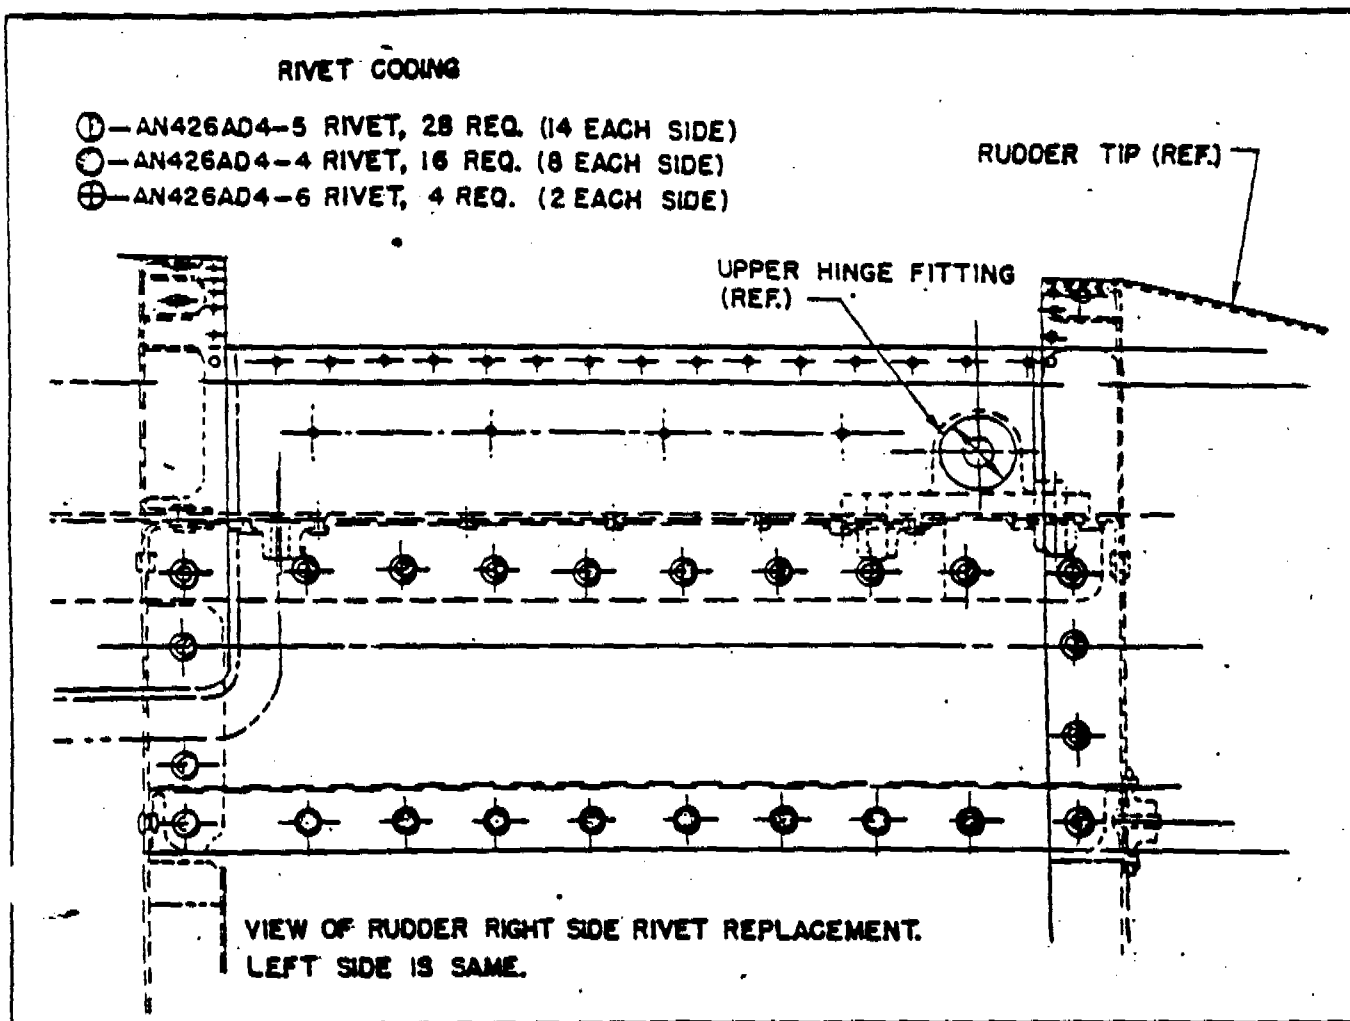 RIVET CODING
AN426AD4-5 RIVET, 28 REQ. (14 EACH SIDE)
AN426AD4-4 RIVET, 16 REQ. (8 EACH SIDE)
AN426AD4-6 RIVET, 4 REQ. (2 EACH SIDE)
RUDDER TIP (REF.)
UPPER HINGE FITTING
(REF.)
VIEW OF RUDDER RIGHT SIDE RIVET REPLACEMENT.
LEFT SIDE IS SAME.